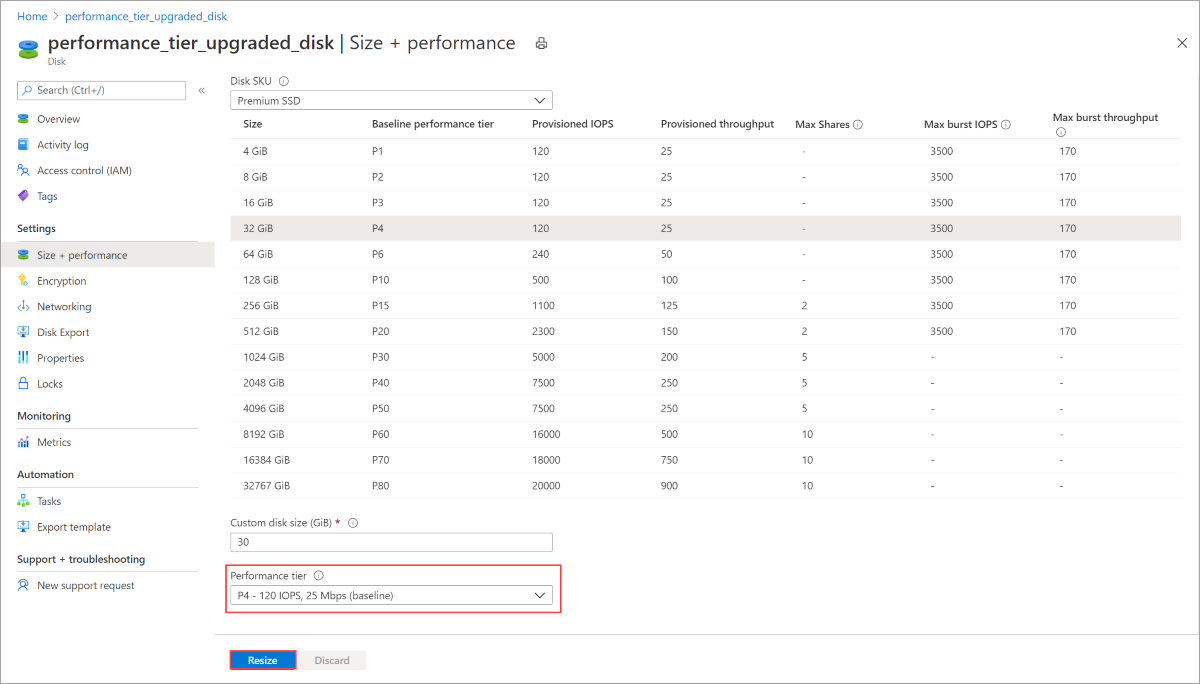 Home > performance_tier_upgraded_disk
performance_tier_upgraded_disk | Size + performance
Disk
Search (Ctrl+/)
«
Overview
Activity log
Access control (IAM)
Tags
Settings
Size + performance
Encryption
Networking
Disk Export
Properties
Locks
Monitoring
Metrics
Automation
Tasks
Export template
Support + troubleshooting
New support request
Disk SKU
Premium SSD
Size Baseline performance tier Provisioned IOPS Provisioned throughput Max Shares Max burst IOPS Max burst throughput
4 GiB P1 120 25 - 3500 170
8 GiB P2 120 25 - 3500 170
16 GiB P3 120 25 - 3500 170
32 GiB P4 120 25 - 3500 170
64 GiB P6 240 50 - 3500 170
128 GiB P10 500 100 - 3500 170
256 GiB P15 1100 125 2 3500 170
512 GiB P20 2300 150 2 3500 170
1024 GiB P30 5000 200 5 - -
2048 GiB P40 7500 250 5 - -
4096 GiB P50 7500 250 5 - -
8192 GiB P60 16000 500 10 - -
16384 GiB P70 18000 750 10 - -
32767 GiB P80 20000 900 10 - -
Custom disk size (GiB) *
30
Performance tier
P4 - 120 IOPS, 25 Mbps (baseline)
Resize Discard